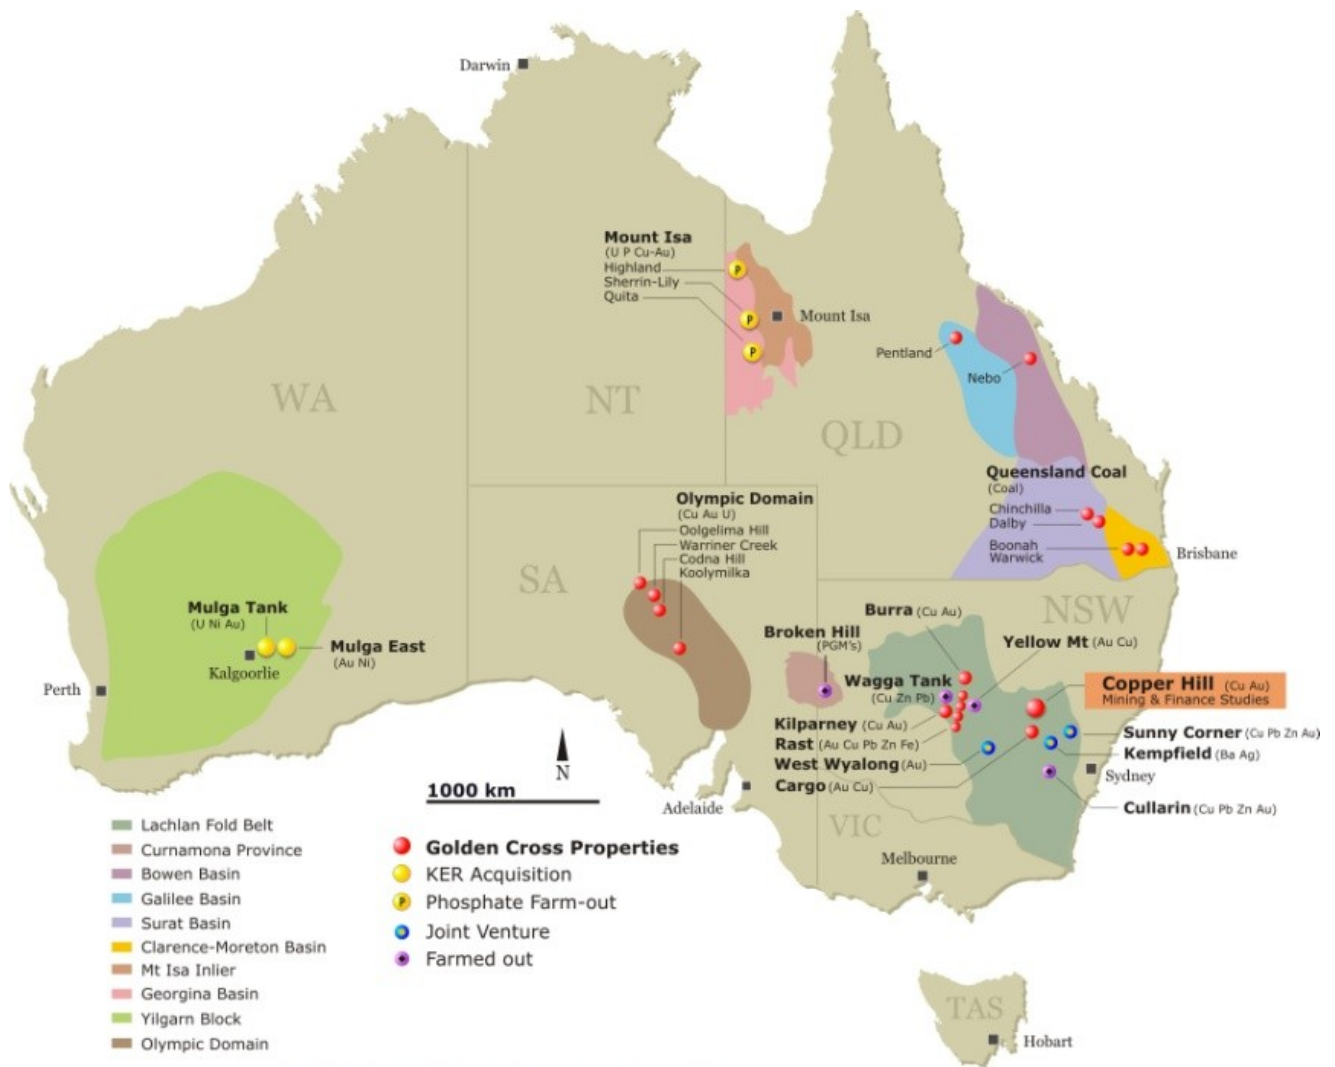 Darwin
Mount Isa
(U P Cu-Au)
Highland
Sherrin-Lily
Quita
P
P
P
Mount Isa
Pentland
Nebo
WA
NT
QLD
Queensland Coal
(Coal)
Chinchilla
Dalby
Boonah
Warwick
Brisbane
Olympic Domain
(Cu Au U)
Oolgelima Hill
Warriner Creek
Codna Hill
Koolymilka
SA
NSW
Mulga Tank
(U Ni Au)
Mulga East
(Au Ni)
Kalgoorlie
Perth
Burra (Cu Au)
Broken Hill
(PGM's)
Yellow Mt (Au Cu)
Wagga Tank
(Cu Zn Pb)
Copper Hill (Cu Au)
Mining & Finance Studies
Kilparney (Cu Au)
Rast (Au Cu Pb Zn Fe)
West Wyalong (Au)
Cargo (Au Cu)
Sunny Corner (Cu Pb Zn Au)
Kempfield (Ba Ag)
Sydney
Cullarin (Cu Pb Zn Au)
N
1000 km
Adelaide
VIC
Melbourne
Lachlan Fold Belt
Curnamona Province
Bowen Basin
Galilee Basin
Surat Basin
Clarence-Moreton Basin
Mt Isa Inlier
Georgina Basin
Yilgarn Block
Olympic Domain
Golden Cross Properties
KER Acquisition
P Phosphate Farm-out
Joint Venture
Farmed out
TAS
Hobart